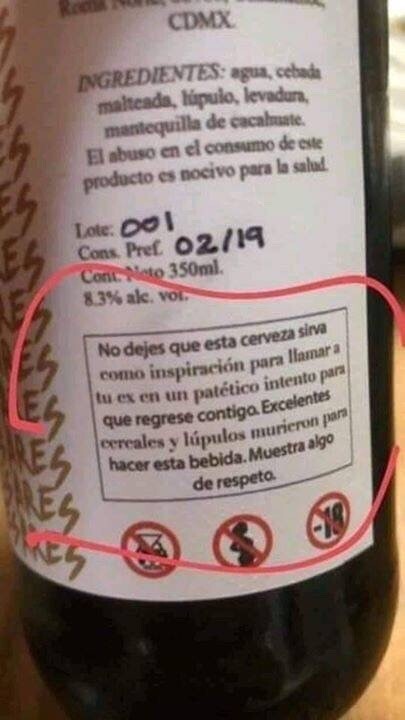 Roma
CDMX.
INGREDIENTES: agua, cebada
malteada, lúpulo, levadura,
mantequilla de cacahuate.
El abuso en el consumo de este
producto es nocivo para la salud.
Lote: 001
Cons. Pref. 02/19
Cont. Neto 350ml.
8.3% alc. vol.
No dejes que esta cerveza sirva
como inspiración para llamar a
tu ex en un patético intento para
que regrese contigo. Excelentes
cereales y lúpulos murieron para
hacer esta bebida. Muestra algo
de respeto.
-18